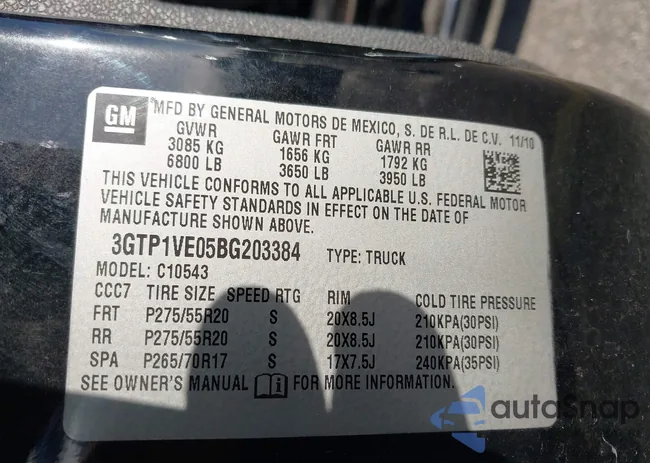 GM
MFD BY GENERAL MOTORS DE MEXICO, S. DE R.L. DE C.V. 11/10
GVWR GAWR FRT GAWR RR
3085 KG 1656 KG 1792 KG
6800 LB 3650 LB 3950 LB
THIS VEHICLE CONFORMS TO ALL APPLICABLE U.S. FEDERAL MOTOR
VEHICLE SAFETY STANDARDS IN EFFECT ON THE DATE OF
MANUFACTURE SHOWN ABOVE.
3GTP1VE05BG203384 TYPE: TRUCK
MODEL: C10543
CCC7 TIRE SIZE SPEED RTG RIM COLD TIRE PRESSURE
FRT P275/55R20 S 20X8.5J 210KPA(30PSI)
RR P275/55R20 S 20X8.5J 210KPA(30PSI)
SPA P265/70R17 S 17X7.5J 240KPA(35PSI)
SEE OWNER'S MANUAL FOR MORE INFORMATION.
autoSnap